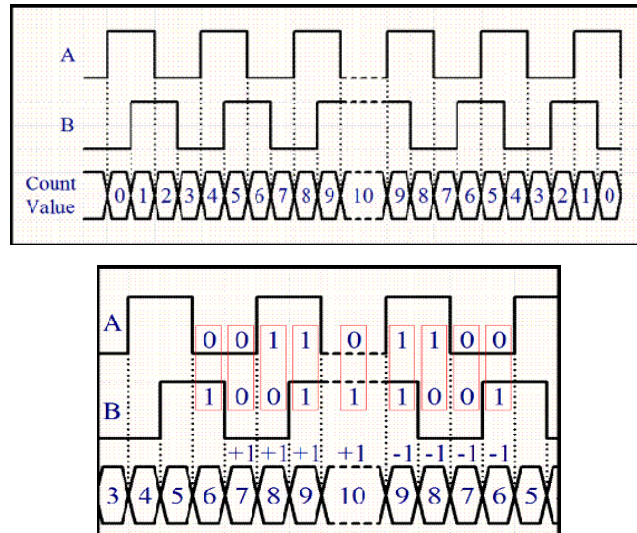 A
B
Count
Value
0 1 2 3 4 5 6 7 8 9 10 9 8 7 6 5 4 3 2 1 0
A
0 0 1 1 0 1 1 0 0
B
1 0 0 1 1 1 0 0 1
+1 +1 +1 +1 -1 -1 -1 -1
3 4 5 6 7 8 9 10 9 8 7 6 5